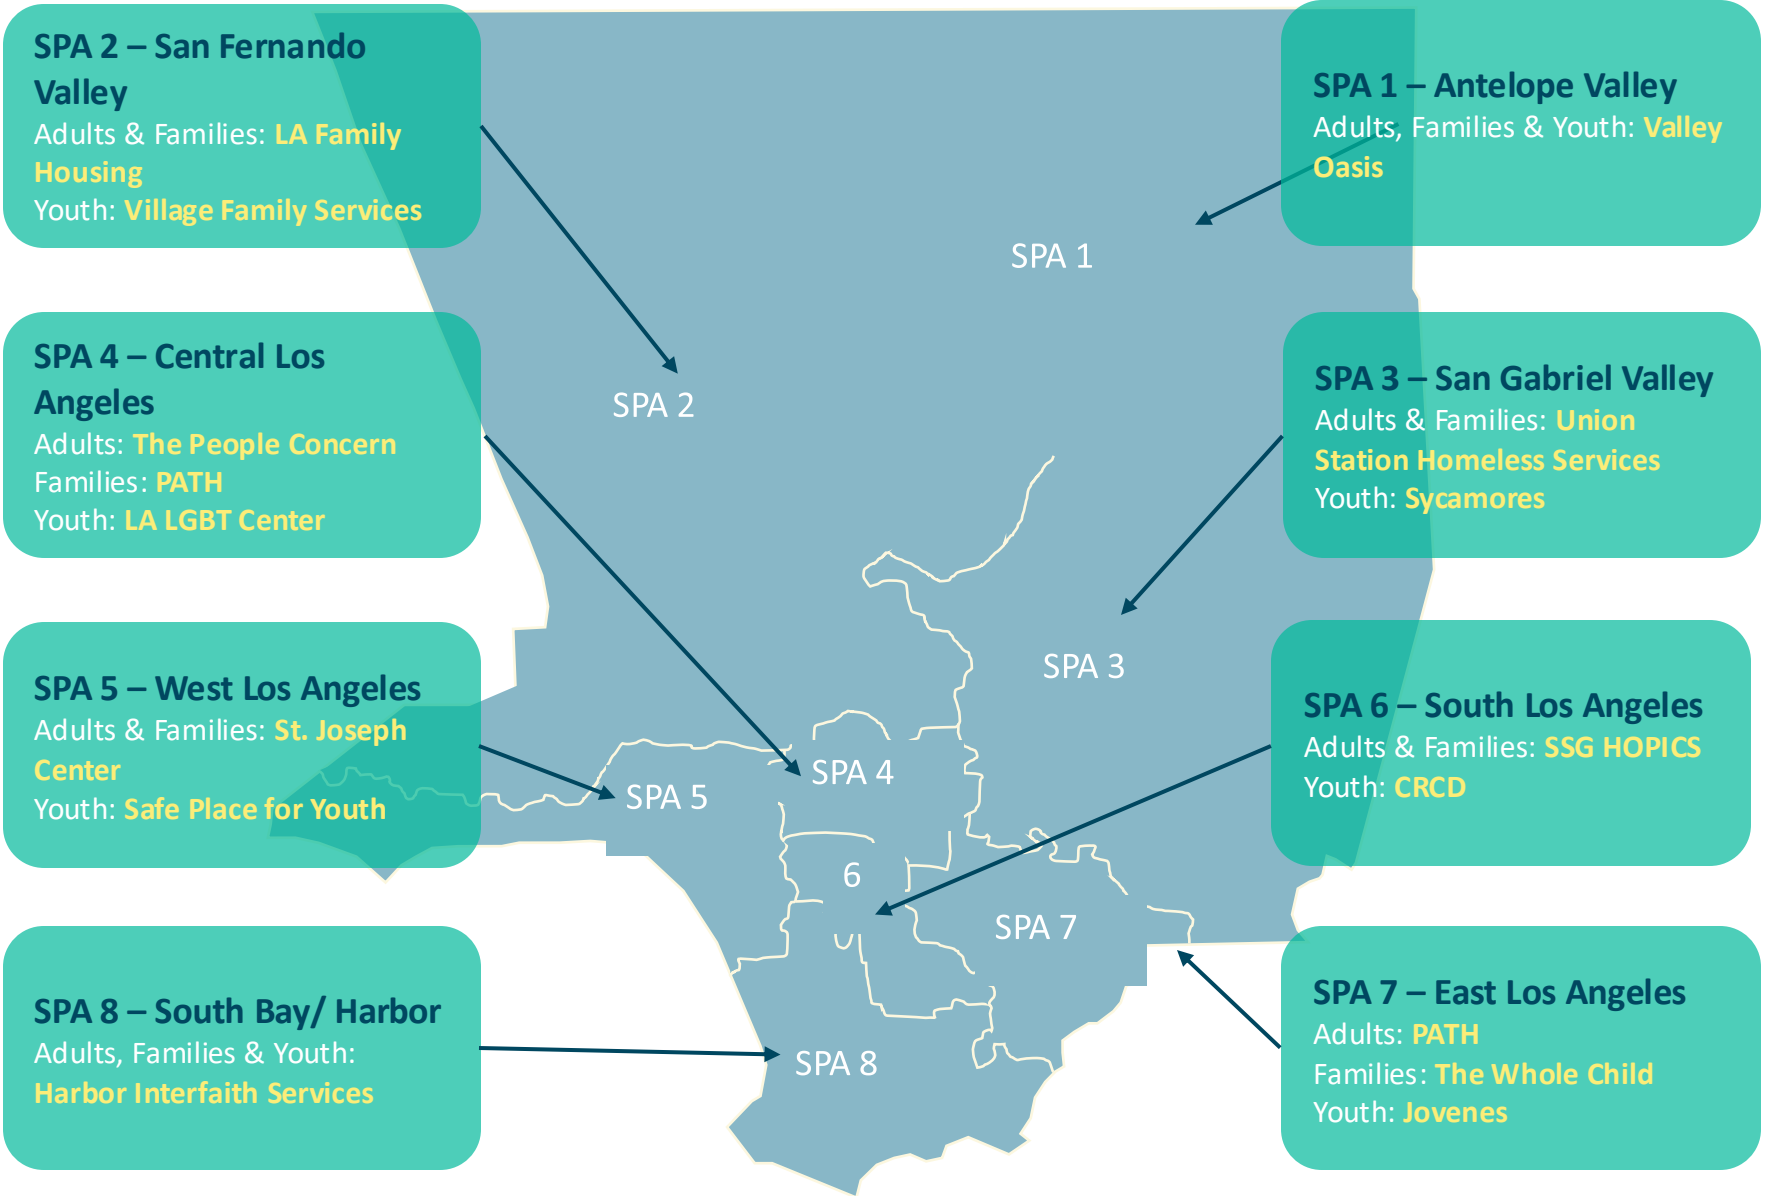 SPA 2 – San Fernando
Valley
Adults & Families: LA Family
Housing
Youth: Village Family Services
SPA 1 – Antelope Valley
Adults, Families & Youth: Valley
Oasis
SPA 1
SPA 4 – Central Los
Angeles
Adults: The People Concern
Families: PATH
Youth: LA LGBT Center
SPA 2
SPA 3 – San Gabriel Valley
Adults & Families: Union
Station Homeless Services
Youth: Sycamores
SPA 3
SPA 5 – West Los Angeles
Adults & Families: St. Joseph
Center
Youth: Safe Place for Youth
SPA 5
SPA 4
SPA 6 – South Los Angeles
Adults & Families: SSG HOPICS
Youth: CRCD
6
SPA 7
SPA 8 – South Bay/ Harbor
Adults, Families & Youth:
Harbor Interfaith Services
SPA 8
SPA 7 – East Los Angeles
Adults: PATH
Families: The Whole Child
Youth: Jovenes